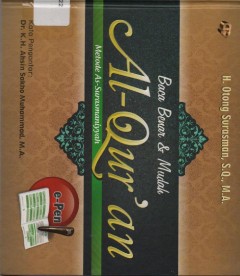 H. Otong Surasman, S.Q., M.A.
Baca Benar & Mudah
Al-Qur'an
Metode As-Surasmaniyyah
Kata Pengantar:
Dr. K.H. Ahsin Sakho Muhammad, M.A.
e-Pen